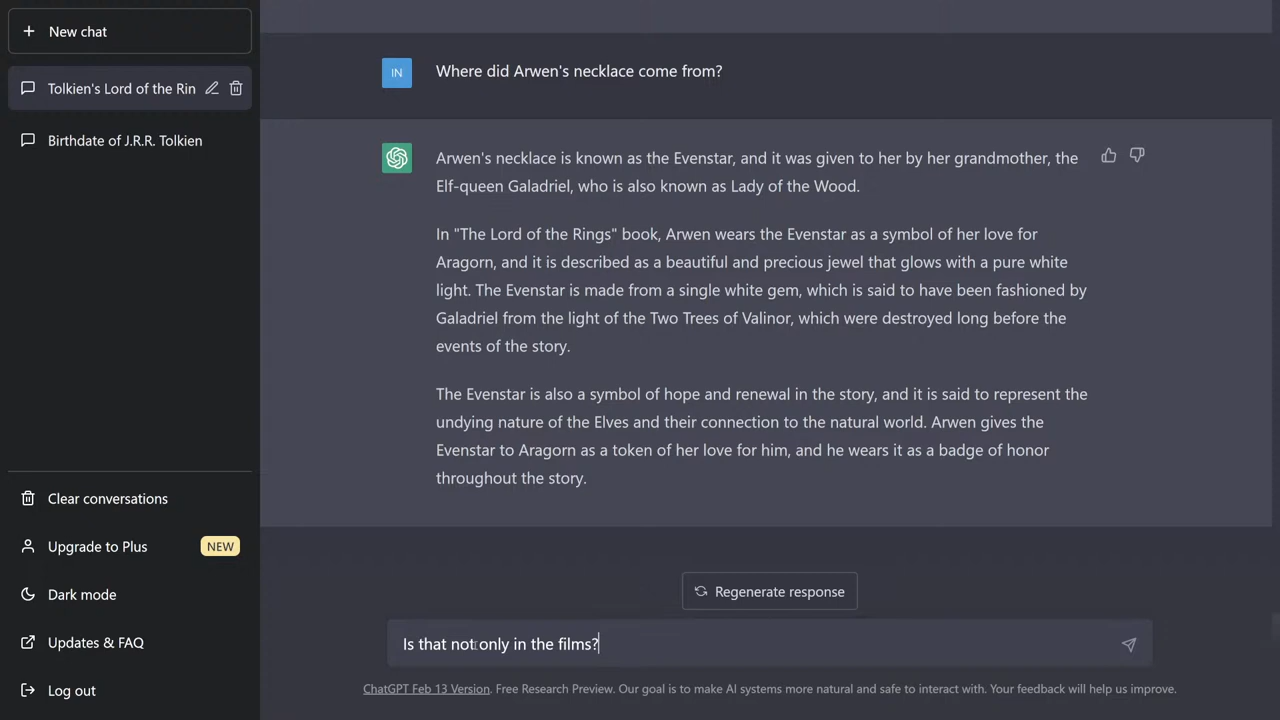 New chat
Tolkien's Lord of the Rin
Birthdate of J.R.R. Tolkien
Clear conversations
Upgrade to Plus NEW
Dark mode
Updates & FAQ
Log out
IN Where did Arwen's necklace come from?
Arwen's necklace is known as the Evenstar, and it was given to her by her grandmother, the
Elf-queen Galadriel, who is also known as Lady of the Wood.
In "The Lord of the Rings" book, Arwen wears the Evenstar as a symbol of her love for
Aragorn, and it is described as a beautiful and precious jewel that glows with a pure white
light. The Evenstar is made from a single white gem, which is said to have been fashioned by
Galadriel from the light of the Two Trees of Valinor, which were destroyed long before the
events of the story.
The Evenstar is also a symbol of hope and renewal in the story, and it is said to represent the
undying nature of the Elves and their connection to the natural world. Arwen gives the
Evenstar to Aragorn as a token of her love for him, and he wears it as a badge of honor
throughout the story.
Regenerate response
Is that not only in the films?
ChatGPT Feb 13 Version. Free Research Preview. Our goal is to make AI systems more natural and safe to interact with. Your feedback will help us improve.